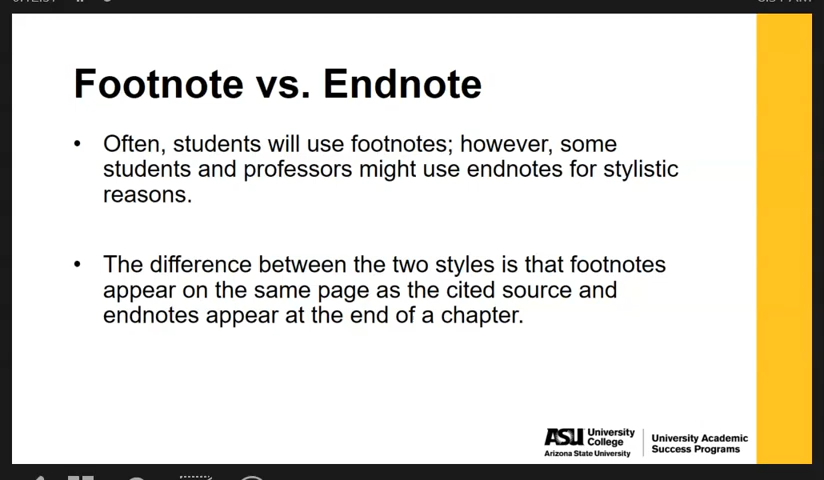 Footnote vs. Endnote
• Often, students will use footnotes; however, some
students and professors might use endnotes for stylistic
reasons.
• The difference between the two styles is that footnotes
appear on the same page as the cited source and
endnotes appear at the end of a chapter.
ASU University College
Arizona State University
University Academic
Success Programs